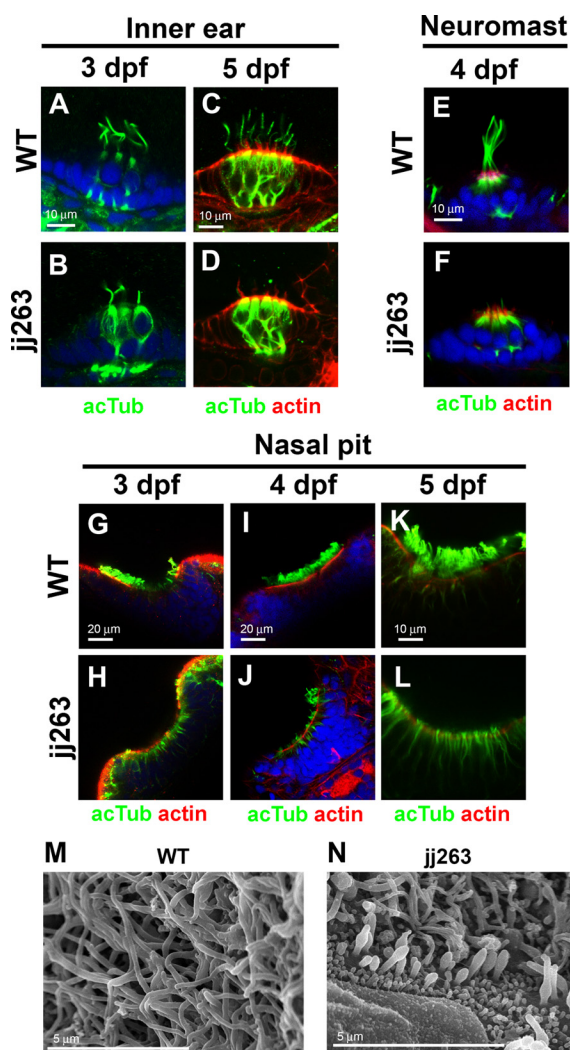 Inner ear
Neuromast
3 dpf
5 dpf
4 dpf
WT
A
10 μm
C
10 μm
WT
E
10 μm
jj263
B
D
jj263
F
acTub
acTub actin
acTub actin
Nasal pit
3 dpf
4 dpf
5 dpf
WT
G
20 μm
I
20 μm
K
10 μm
jj263
H
J
L
acTub actin
acTub actin
acTub actin
M
WT
N
jj263
5 μm
5 μm